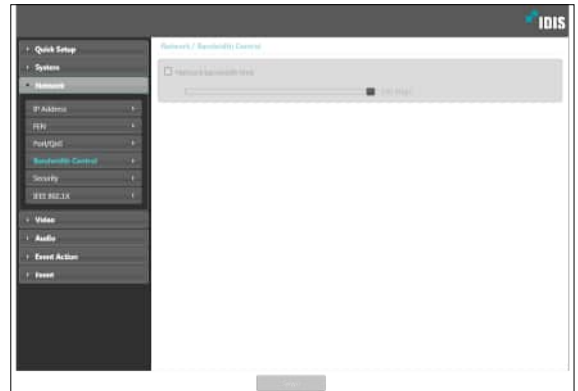 IDIS
Quick Setup
Network / Bandwidth Control
System
Network bandwidth limit
Network
IP Address
FEN
Port/QoS
Bandwidth Control
Security
IEEE 802.1X
Video
Audio
Event Action
Event